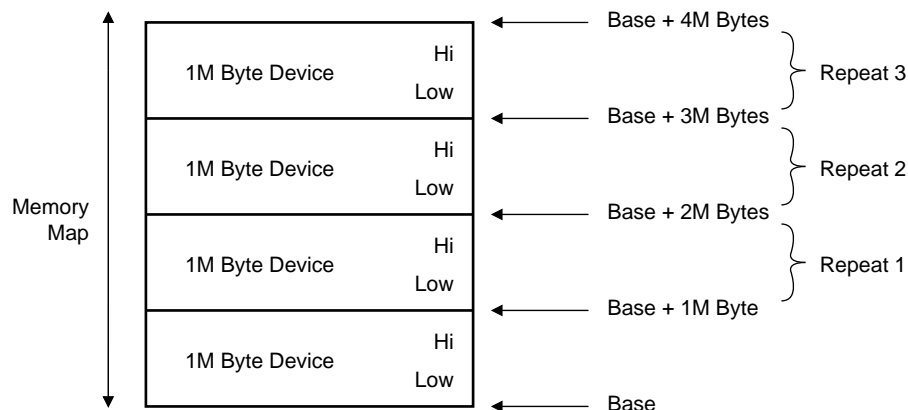 Base + 4M Bytes
Hi
1M Byte Device
Repeat 3
Low
Base + 3M Bytes
Hi
1M Byte Device
Repeat 2
Low
Memory
Map
Base + 2M Bytes
Hi
1M Byte Device
Repeat 1
Low
Base + 1M Byte
Hi
1M Byte Device
Low
Base